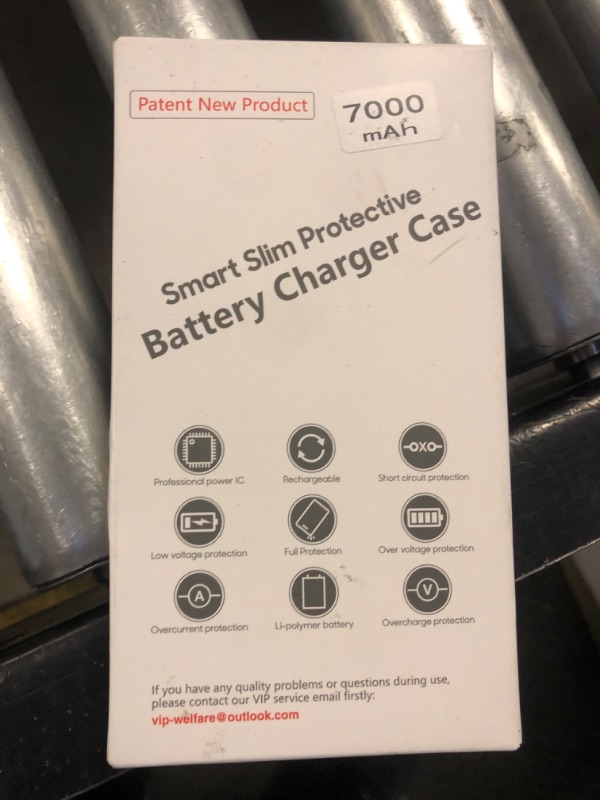 Patent New Product
7000
mAh
Smart Slim Protective
Battery Charger Case
Professional power IC
Rechargeable
Short circuit protection
Low voltage protection
Full Protection
Over voltage protection
A
V
Overcurrent protection
Li-polymer battery
Overcharge protection
If you have any quality problems or questions during use,
please contact our VIP service email firstly:
vip-welfare@outlook.com